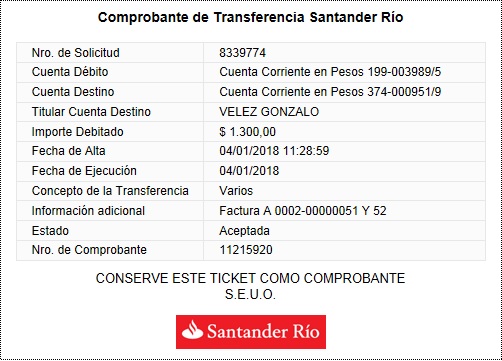 Comprobante de Transferencia Santander Río
Nro. de Solicitud 8339774
Cuenta Débito Cuenta Corriente en Pesos 199-003989/5
Cuenta Destino Cuenta Corriente en Pesos 374-000951/9
Titular Cuenta Destino VELEZ GONZALO
Importe Debitado $ 1.300,00
Fecha de Alta 04/01/2018 11:28:59
Fecha de Ejecución 04/01/2018
Concepto de la Transferencia Varios
Información adicional Factura A 0002-00000051 Y 52
Estado Aceptada
Nro. de Comprobante 11215920
CONSERVE ESTE TICKET COMO COMPROBANTE
S.E.U.O.
Santander Río